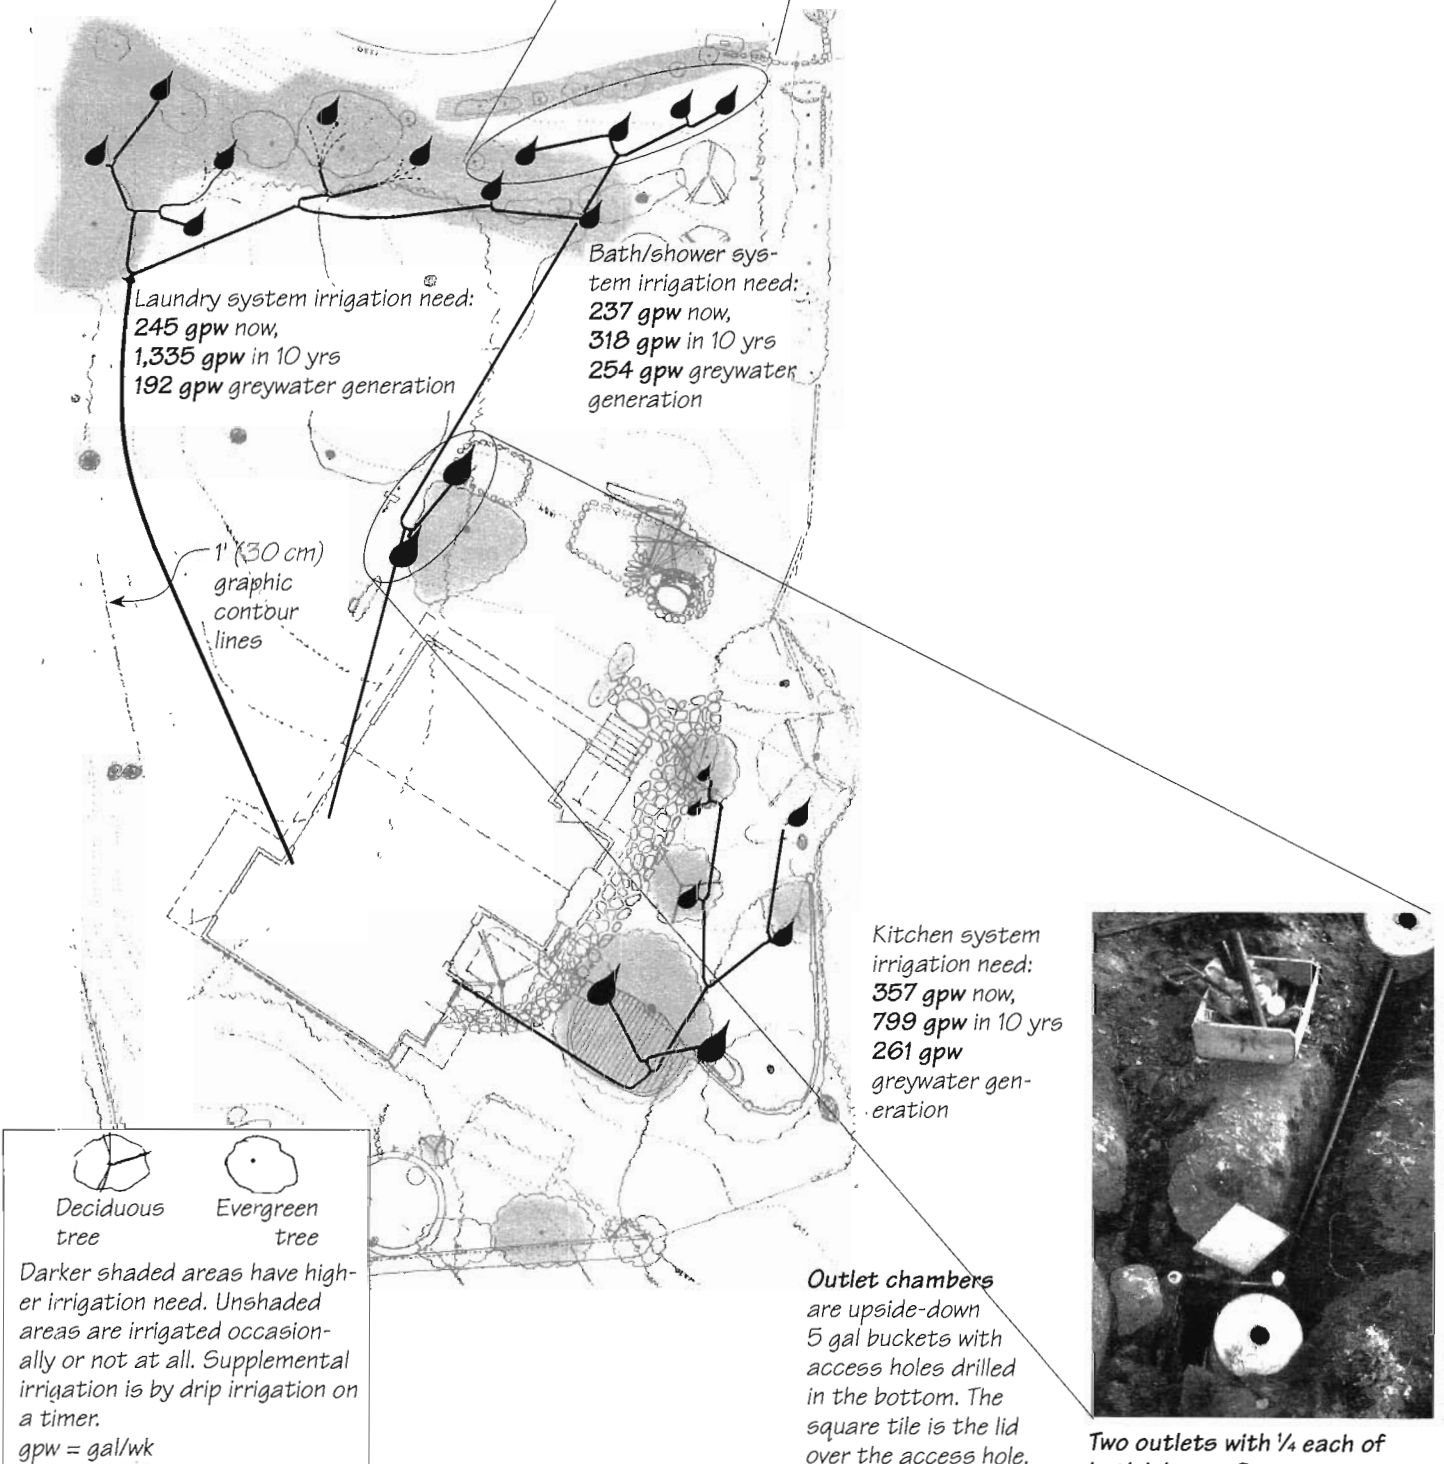 Bath/shower sys-
tem irrigation need:
237 gpw now,
318 gpw in 10 yrs
254 gpw greywater
generation
Laundry system irrigation need:
245 gpw now,
1,335 gpw in 10 yrs
192 gpw greywater generation
1' (30 cm)
graphic
contour
lines
Kitchen system
irrigation need:
357 gpw now,
799 gpw in 10 yrs
261 gpw
greywater gen-
eration
Deciduous
tree
Evergreen
tree
Darker shaded areas have high-
er irrigation need. Unshaded
areas are irrigated occasion-
ally or not at all. Supplemental
irrigation is by drip irrigation on
a timer.
gpw = gal/wk
Outlet chambers
are upside-down
5 gal buckets with
access holes drilled
in the bottom. The
square tile is the lid
over the access hole.
Two outlets with ¼ each of